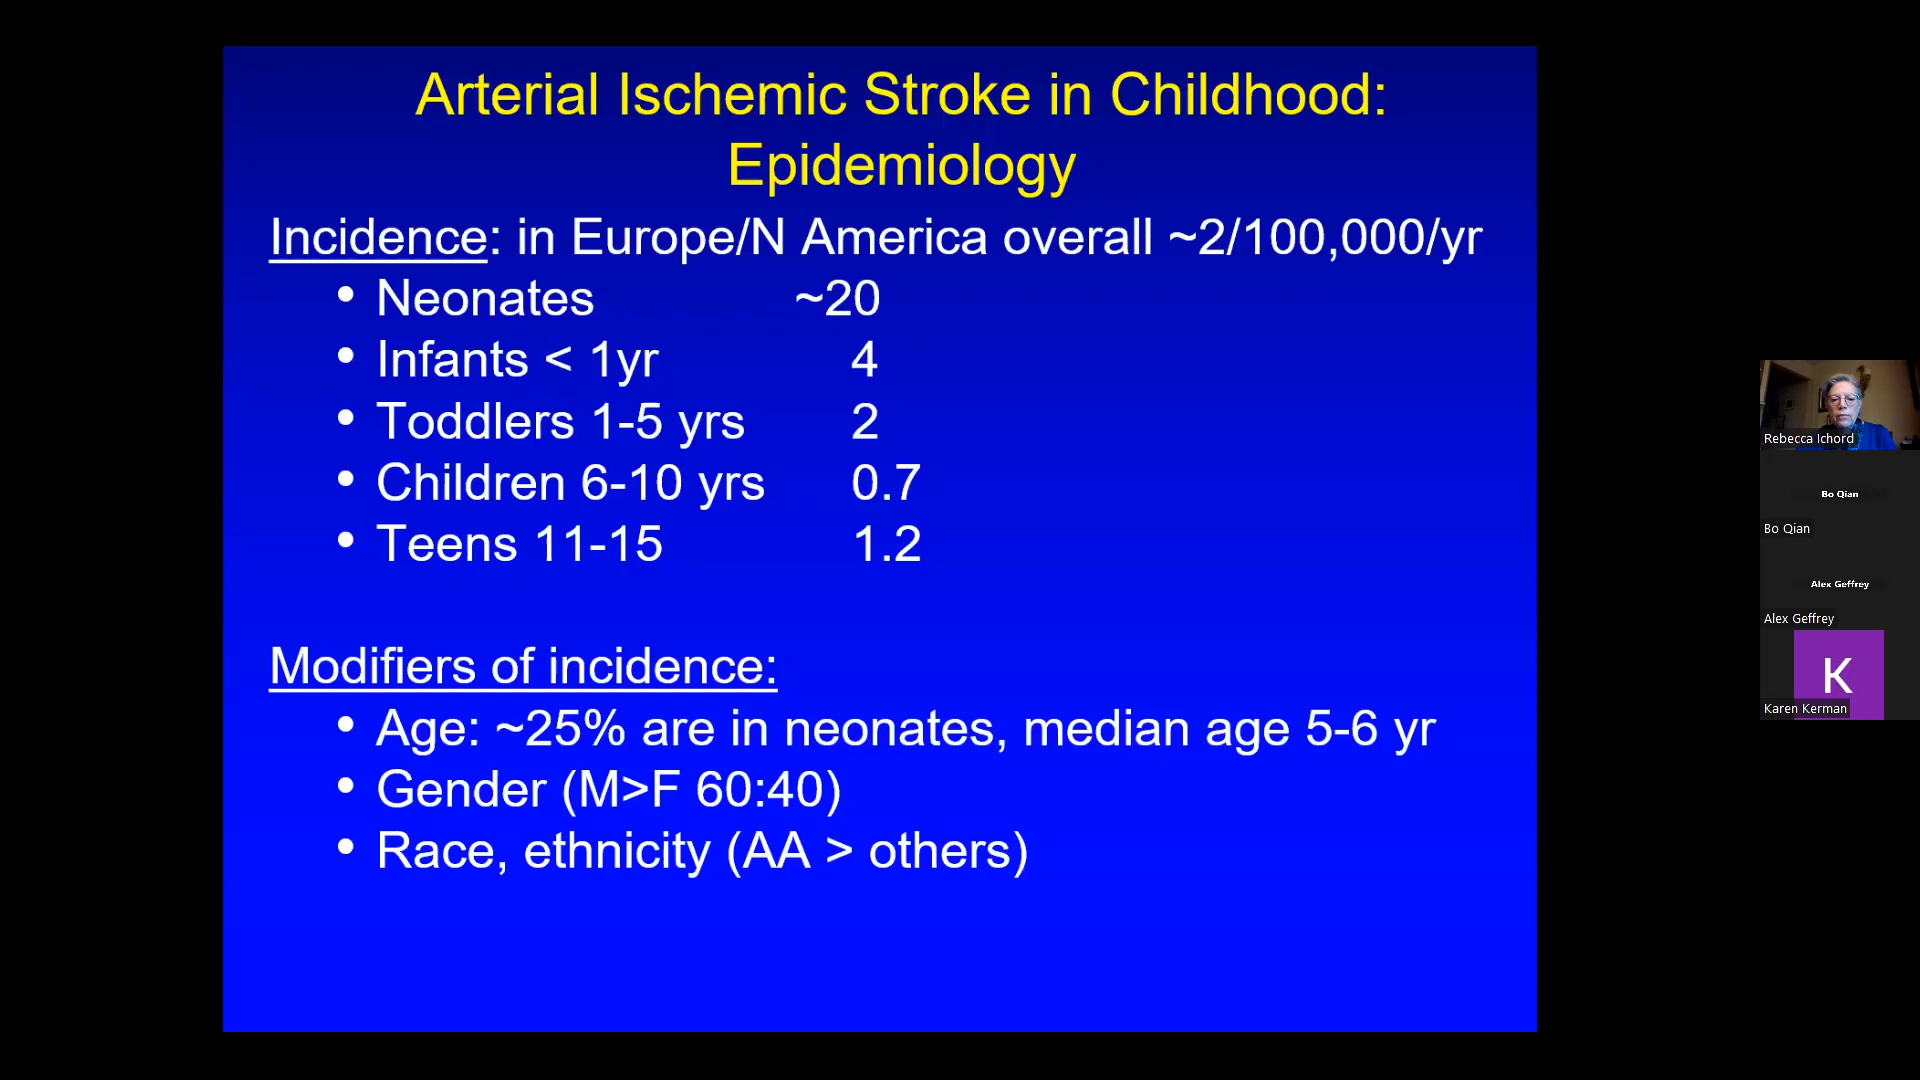 Arterial Ischemic Stroke in Childhood:
Epidemiology
Incidence: in Europe/N America overall ~2/100,000/yr
• Neonates ~20
• Infants < 1yr 4
• Toddlers 1-5 yrs 2
• Children 6-10 yrs 0.7
• Teens 11-15 1.2
Modifiers of incidence:
• Age: ~25% are in neonates, median age 5-6 yr
• Gender (M>F 60:40)
• Race, ethnicity (AA > others)
Rebecca Ichord
Bo Qian
Bo Qian
Alex Geffrey
Alex Geffrey
K
Karen Kerman